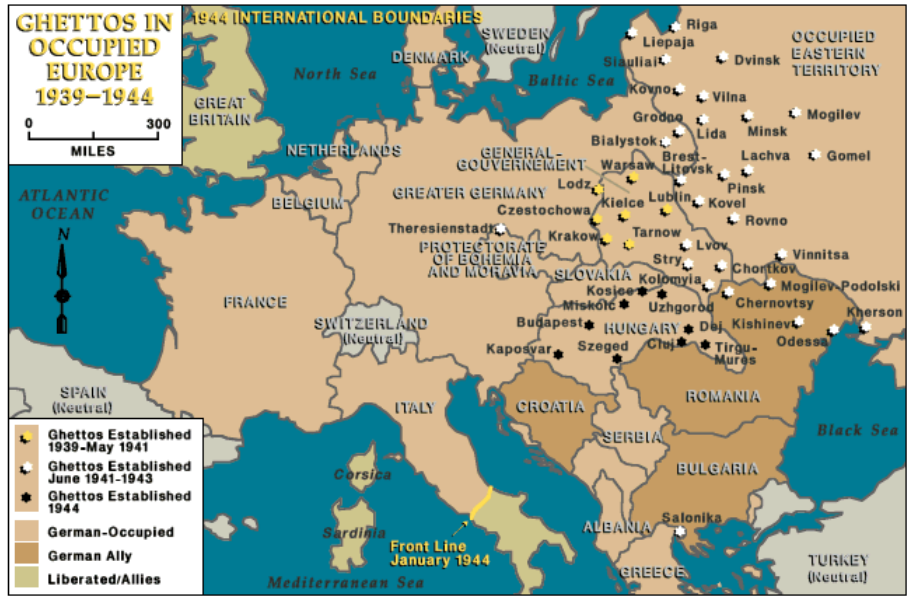 GHETTOS IN
OCCUPIED
EUROPE
1939–1944
0 300
MILES
1944 INTERNATIONAL BOUNDARIES
SWEDEN
(Neutral)
DENMARK
North Sea
Baltic Sea
GREAT
BRITAIN
NETHERLANDS
BELGIUM
ATLANTIC
OCEAN
N
Riga
Liepaja
Siauliai
Dvinsk
OCCUPIED
EASTERN
TERRITORY
Kovno
Vilna
Grodno
Lida
Minsk
Mogilev
Bialystok
GENERAL-
GOUVERNEMENT
Warsaw
Brest-
Litovsk
Lachva
Gomel
Pinsk
GREATER GERMANY
Lodz
Kielce
Lublin
Kovel
Czestochowa
Rovno
Theresienstadt
Krakow
Tarnow
Lvov
PROTECTORATE
OF BOHEMIA
AND MORAVIA
Stry
Vinnitsa
Chortkov
SLOVAKIA
Kolomyia
Mogilev-Podolski
Kosice
Miskolc
Uzhgorod
Chernovtsy
FRANCE
SWITZERLAND
(Neutral)
Budapest
HUNGARY
Dej
Kishinev
Kherson
Odessa
Kaposvar
Szeged
Cluj
Tirgu-
Mures
SPAIN
(Neutral)
ITALY
CROATIA
ROMANIA
SERBIA
Black Sea
BULGARIA
Corsica
Sardinia
ALBANIA
Salonika
GREECE
TURKEY
(Neutral)
Front Line
January 1944
Mediterranean Sea
Ghettos Established
1939-May 1941
Ghettos Established
June 1941-1943
Ghettos Established
1944
German-Occupied
German Ally
Liberated/Allies